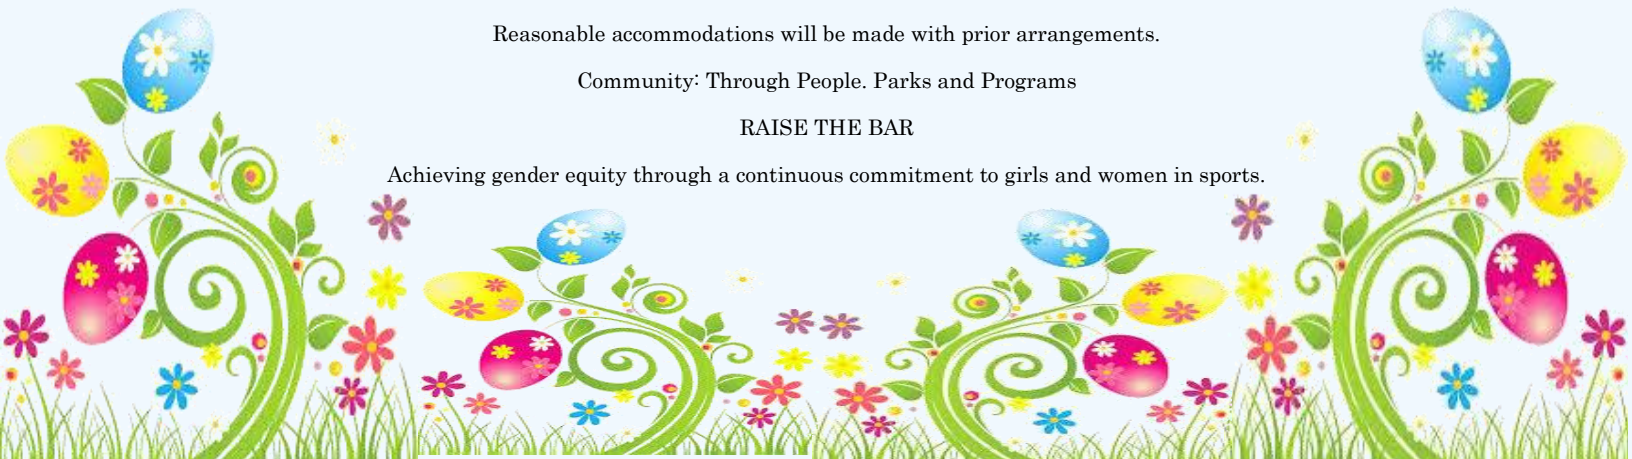 Reasonable accommodations will be made with prior arrangements.
Community: Through People. Parks and Programs
RAISE THE BAR
Achieving gender equity through a continuous commitment to girls and women in sports.